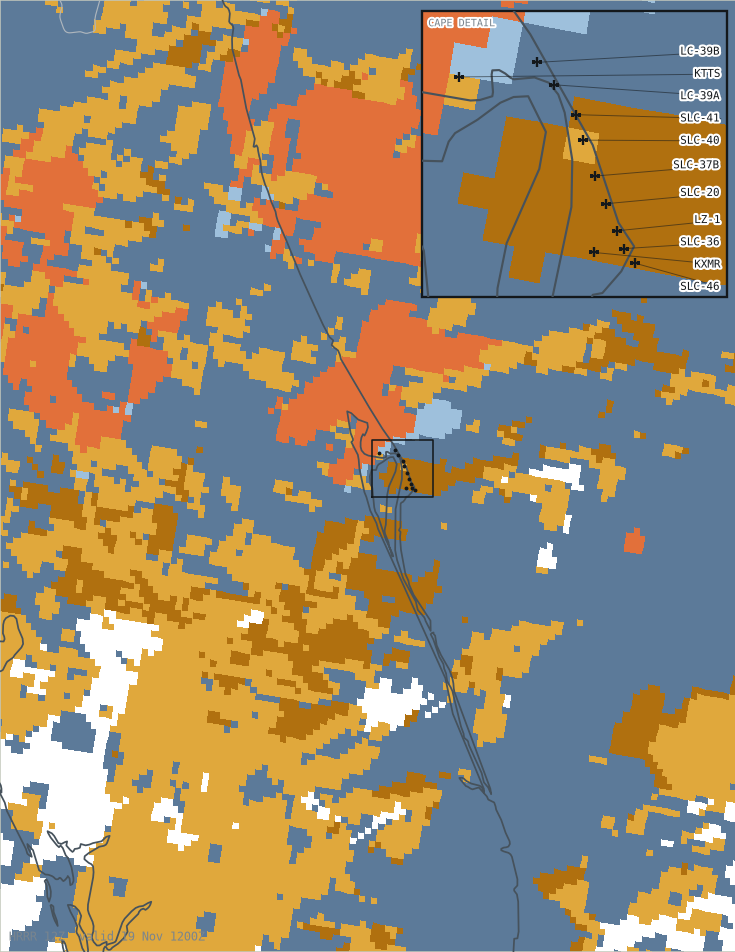 CAPE DETAIL
LC-39B
KTTS
LC-39A
SLC-41
SLC-40
SLC-37B
SLC-20
LZ-1
SLC-36
KXMR
SLC-46
valid 29 Nov 1200Z